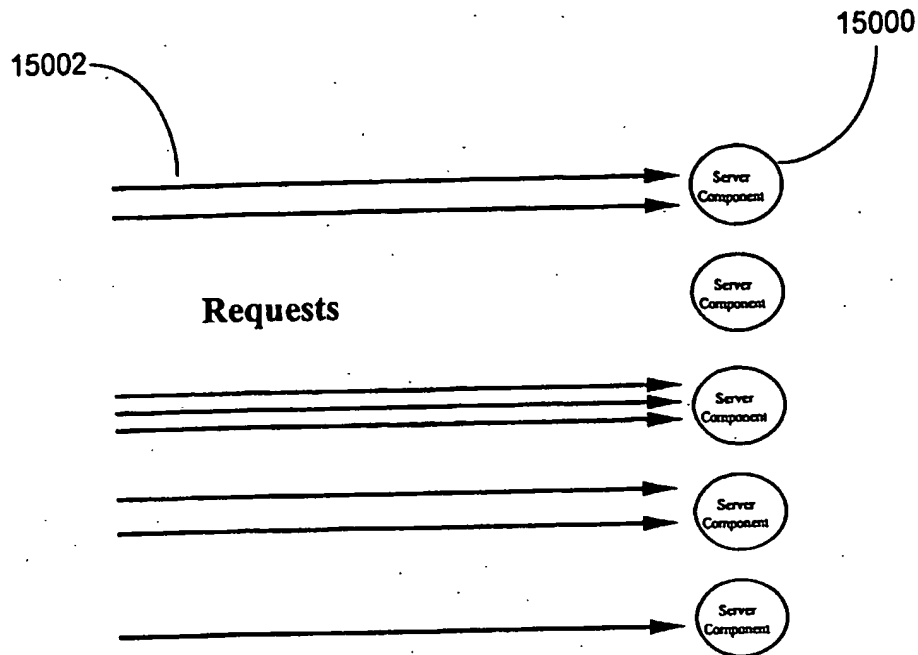 15000
15002
Server
Component
Server
Component
Requests
Server
Component
Server
Component
Server
Component